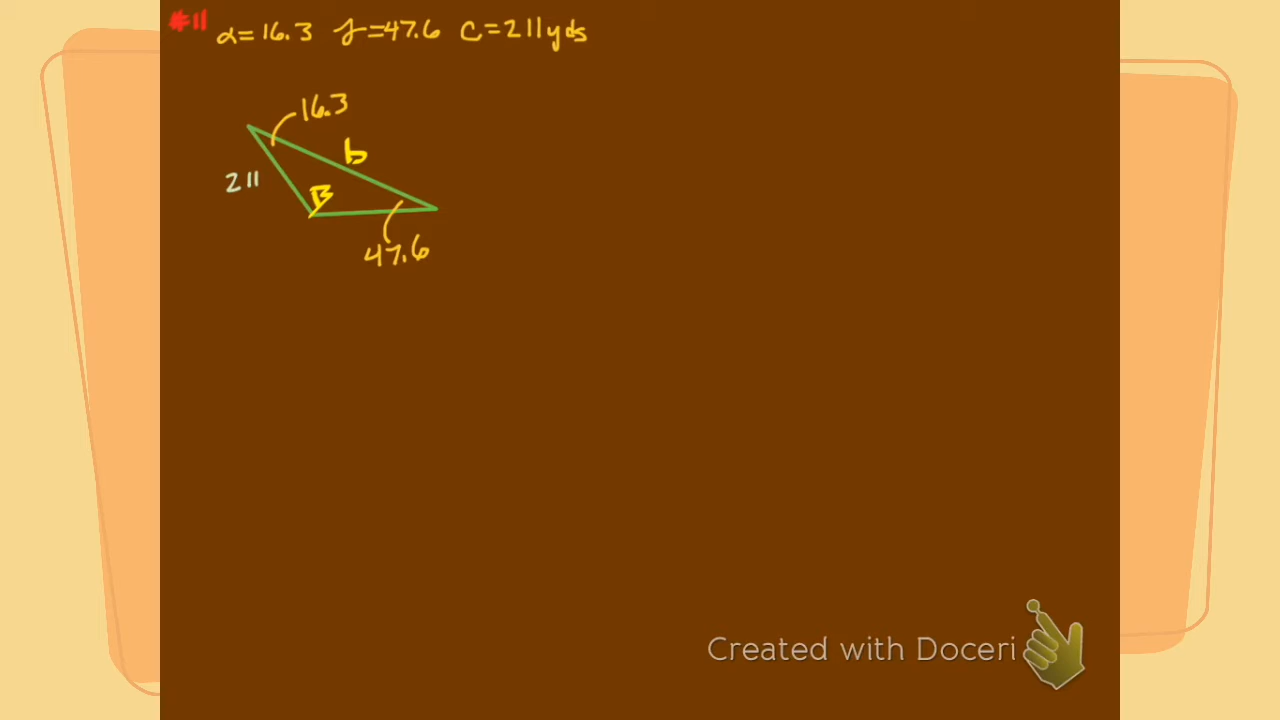 #11
α=16.3 γ=47.6 C=211yds
16.3
b
211
B
47.6
Created with Doceri